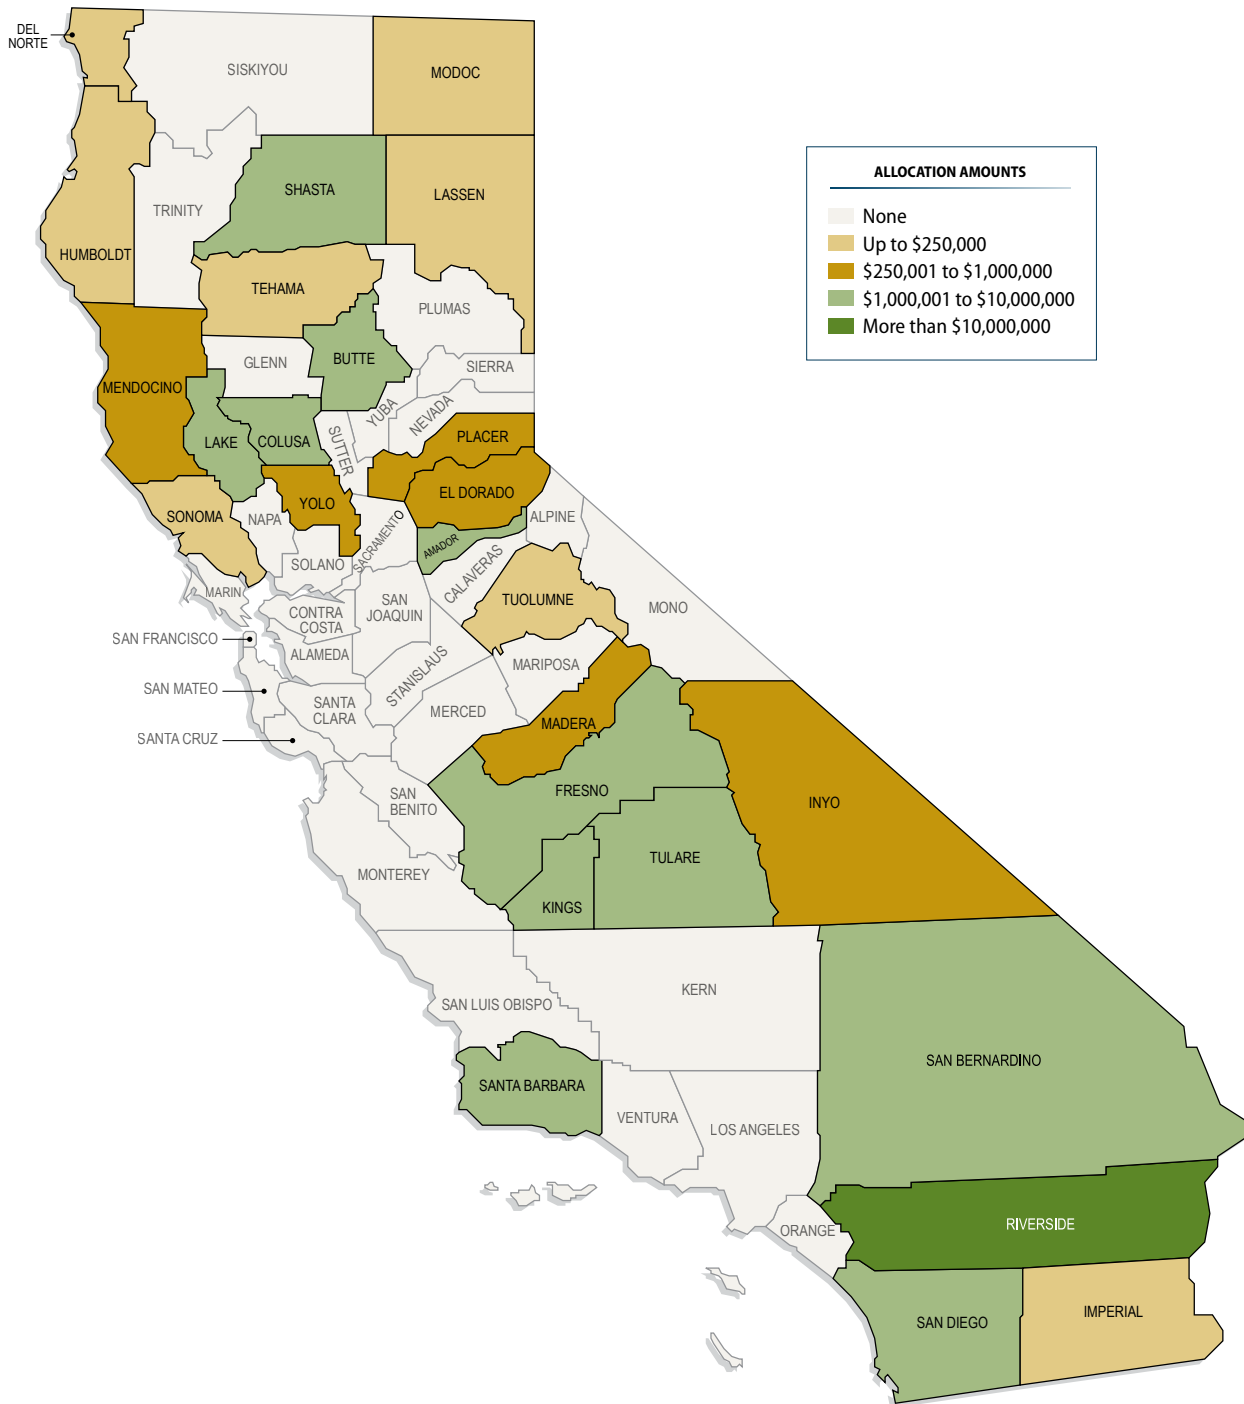 DEL
NORTE
SISKIYOU
MODOC
SHASTA
LASSEN
TRINITY
HUMBOLDT
TEHAMA
PLUMAS
GLENN
BUTTE
SIERRA
MENDOCINO
YUBA
NEVADA
LAKE
COLUSA
SUTTER
PLACER
EL DORADO
YOLO
SONOMA
NAPA
SACRAMENTO
ALPINE
AMADOR
SOLANO
CALAVERAS
MARIN
TUOLUMNE
MONO
CONTRA
COSTA
SAN
JOAQUIN
SAN FRANCISCO
ALAMEDA
STANISLAUS
MARIPOSA
SAN MATEO
SANTA
CLARA
MERCED
MADERA
SANTA CRUZ
FRESNO
SAN
BENITO
INYO
TULARE
MONTEREY
KINGS
KERN
SAN LUIS OBISPO
SAN BERNARDINO
SANTA BARBARA
VENTURA
LOS ANGELES
ORANGE
RIVERSIDE
SAN DIEGO
IMPERIAL
ALLOCATION AMOUNTS
None
Up to $250,000
$250,001 to $1,000,000
$1,000,001 to $10,000,000
More than $10,000,000